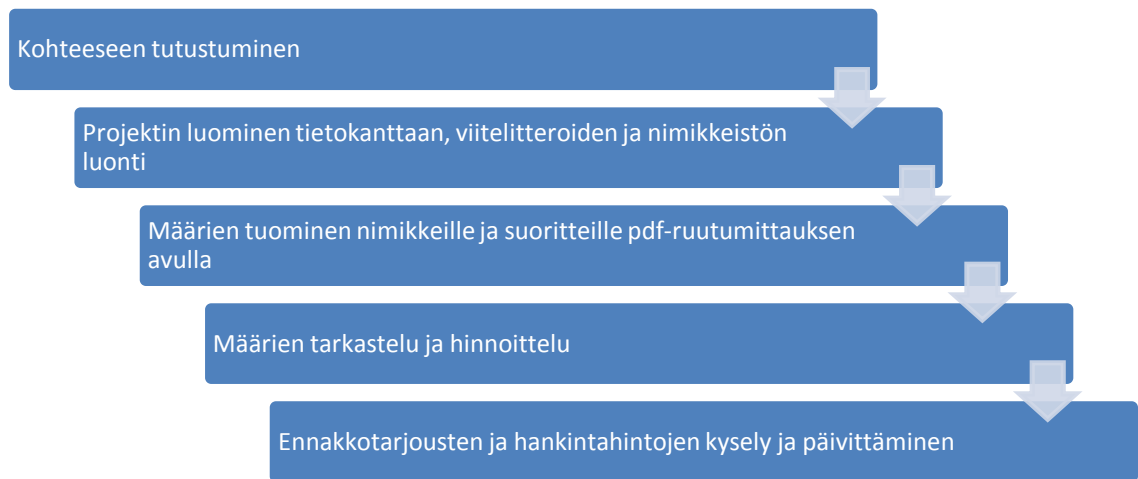 Kohteeseen tutustuminen
Projektin luominen tietokanttaan, viitelitteroiden ja nimikkeistön
luonti
Määrien tuominen nimikkeille ja suoritteille pdf-ruutumittauksen
avulla
Määrien tarkastelu ja hinnoittelu
Ennakkotarjousten ja hankintahintojen kysely ja päivittäminen